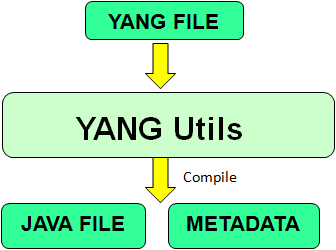 YANG FILE
YANG Utils
Compile
JAVA FILE
METADATA